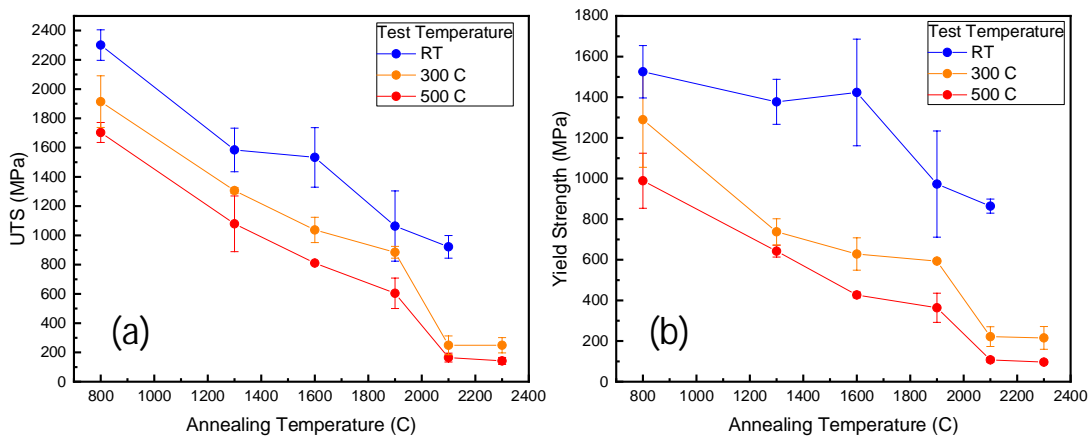 Test Temperature
RT
300 C
500 C
2400
2200
2000
1800
1600
1400
1200
1000
800
600
400
200
0
UTS (MPa)
(a)
800 1000 1200 1400 1600 1800 2000 2200 2400
Annealing Temperature (C)
Test Temperature
RT
300 C
500 C
1800
1600
1400
1200
1000
800
600
400
200
0
Yield Strength (MPa)
(b)
800 1000 1200 1400 1600 1800 2000 2200 2400
Annealing Temperature (C)